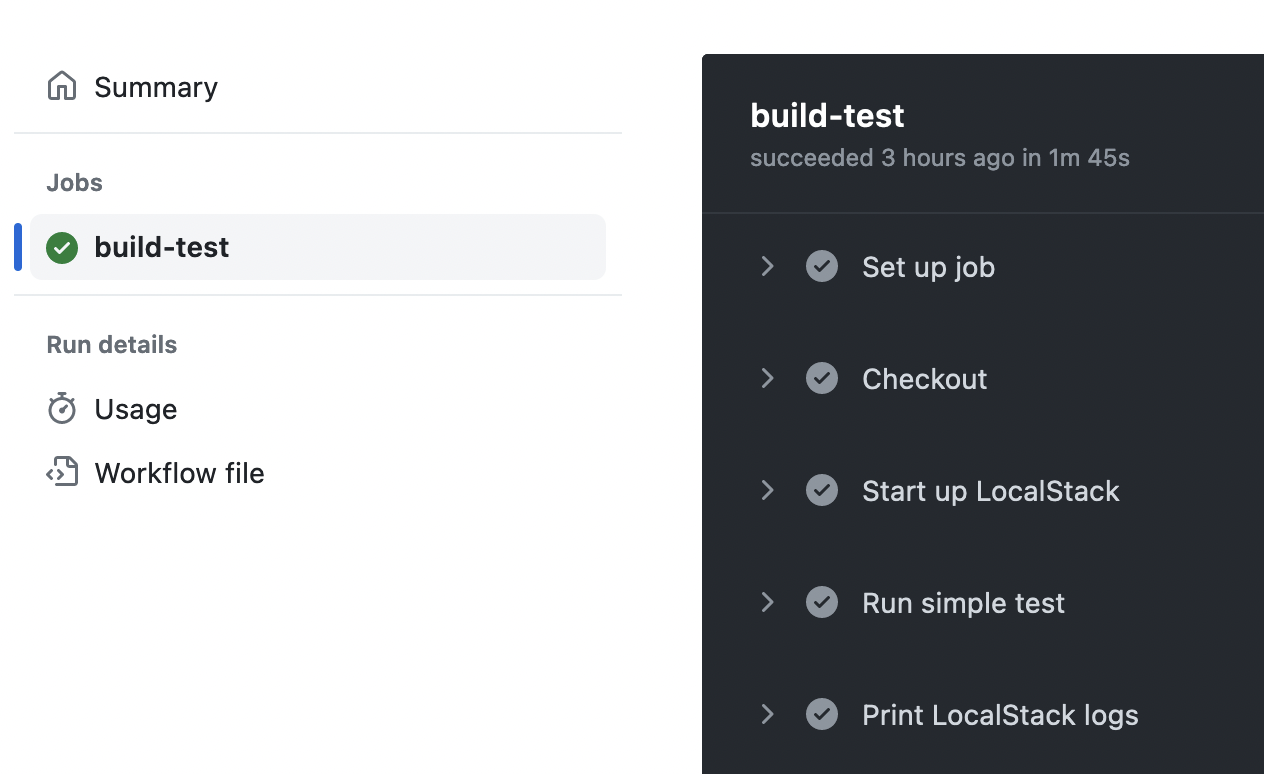 Summary
Jobs
build-test
Run details
Usage
Workflow file
build-test
succeeded 3 hours ago in 1m 45s
Set up job
Checkout
Start up LocalStack
Run simple test
Print LocalStack logs